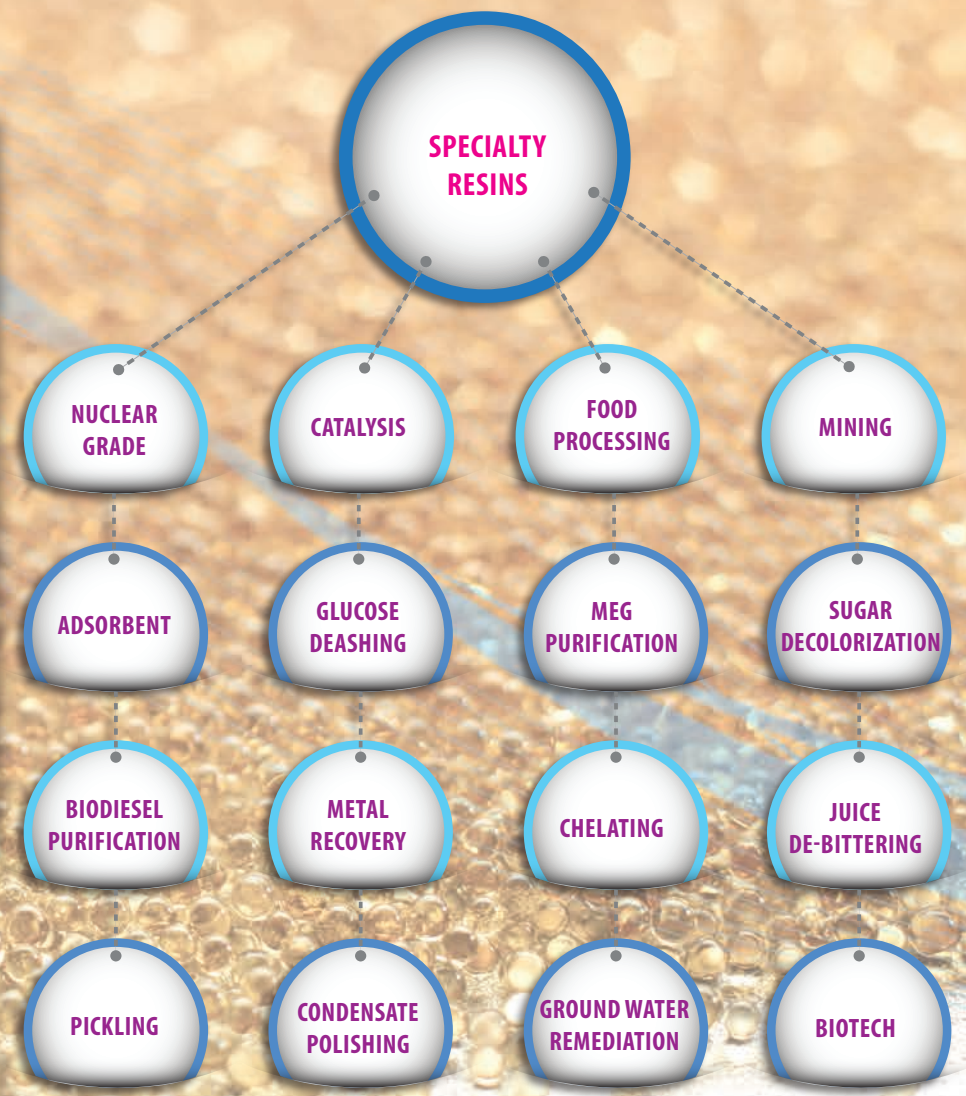 SPECIALTY
RESINS
NUCLEAR
GRADE
CATALYSIS
FOOD
PROCESSING
MINING
ADSORBENT
GLUCOSE
DEASHING
MEG
PURIFICATION
SUGAR
DECOLORIZATION
BIODIESEL
PURIFICATION
METAL
RECOVERY
CHELATING
JUICE
DE-BITTERING
PICKLING
CONDENSATE
POLISHING
GROUND WATER
REMEDIATION
BIOTECH